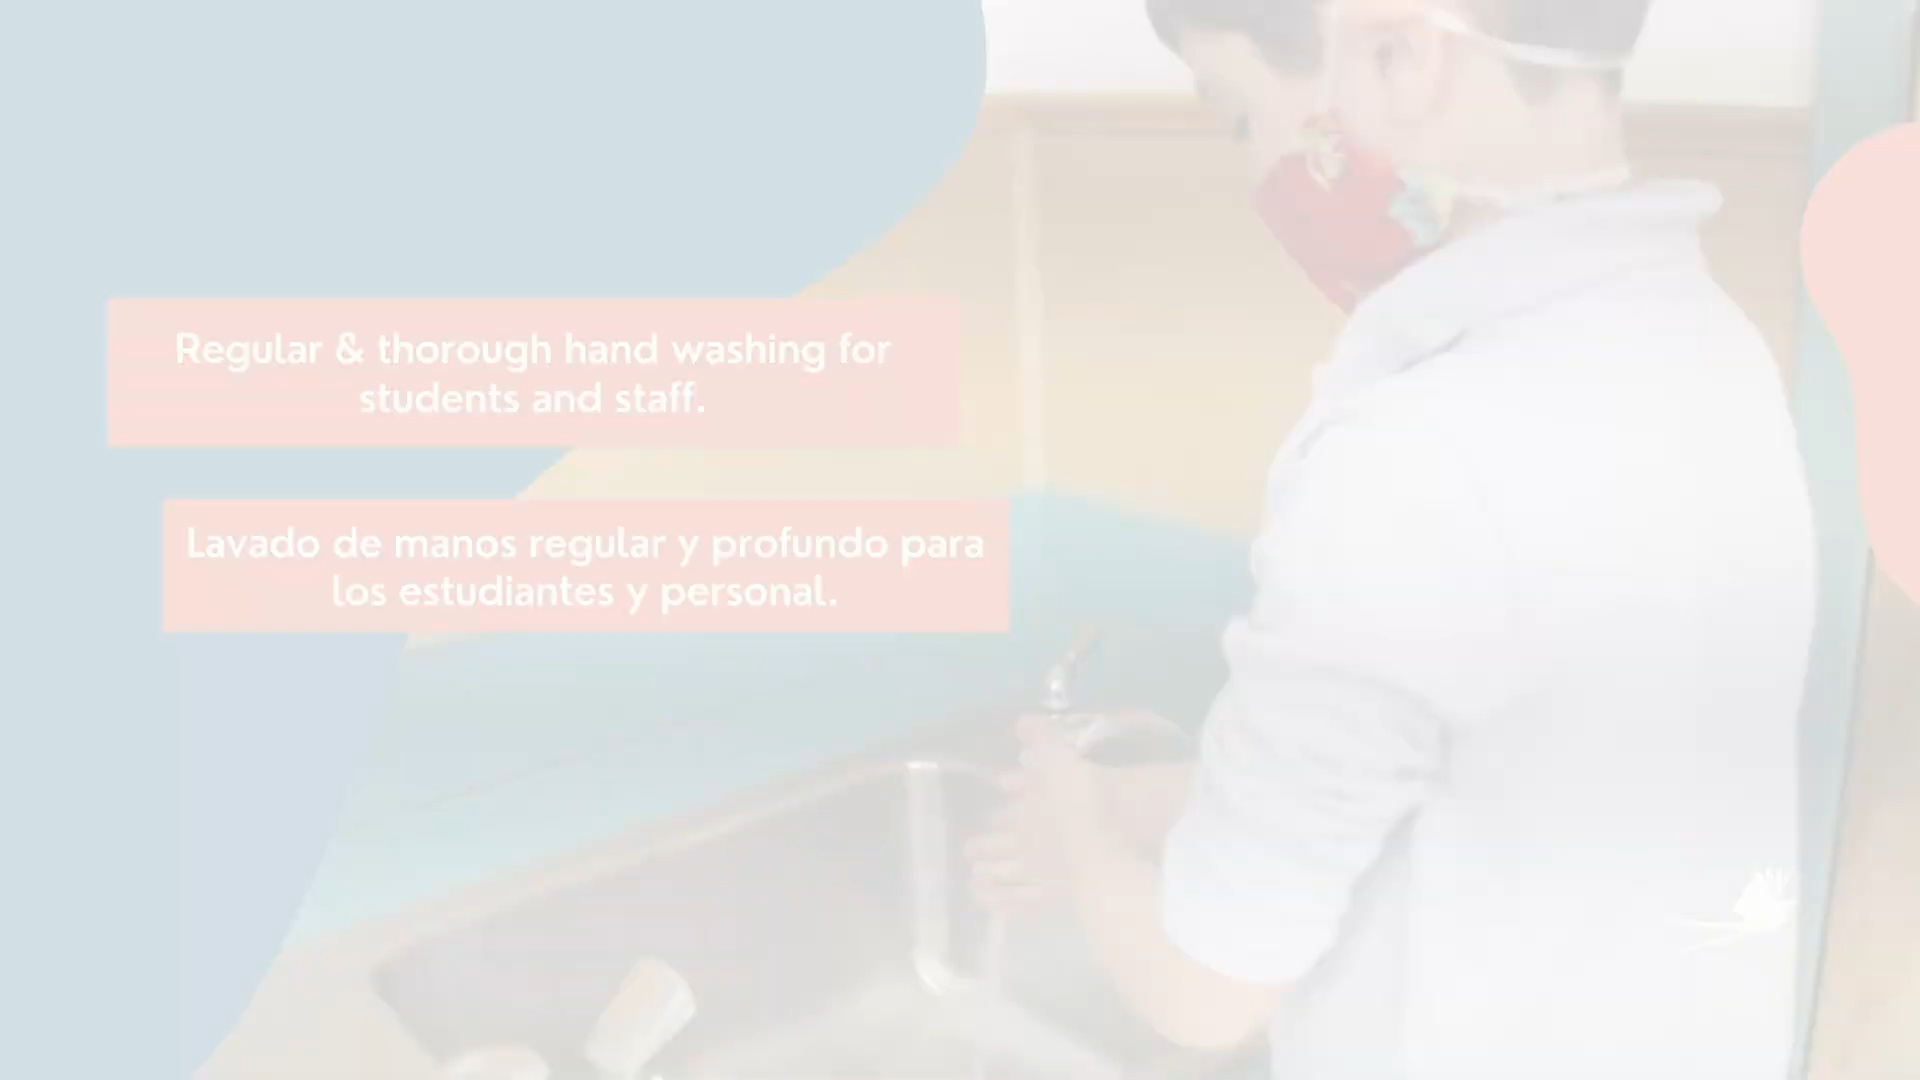 Regular & thorough hand washing for
students and staff.
Lavado de manos regular y profundo para
los estudiantes y personal.